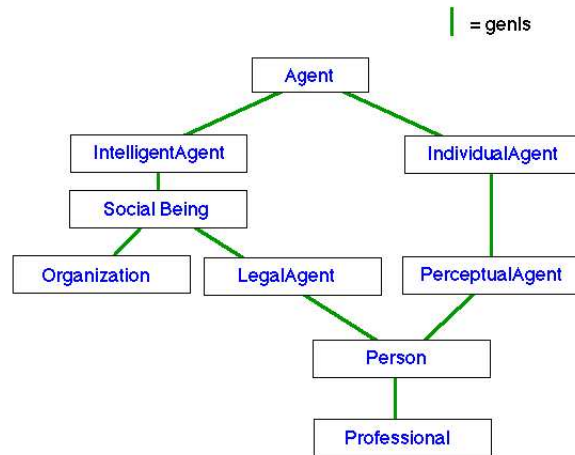 = genls
Agent
IntelligentAgent
IndividualAgent
Social Being
Organization
LegalAgent
PerceptualAgent
Person
Professional